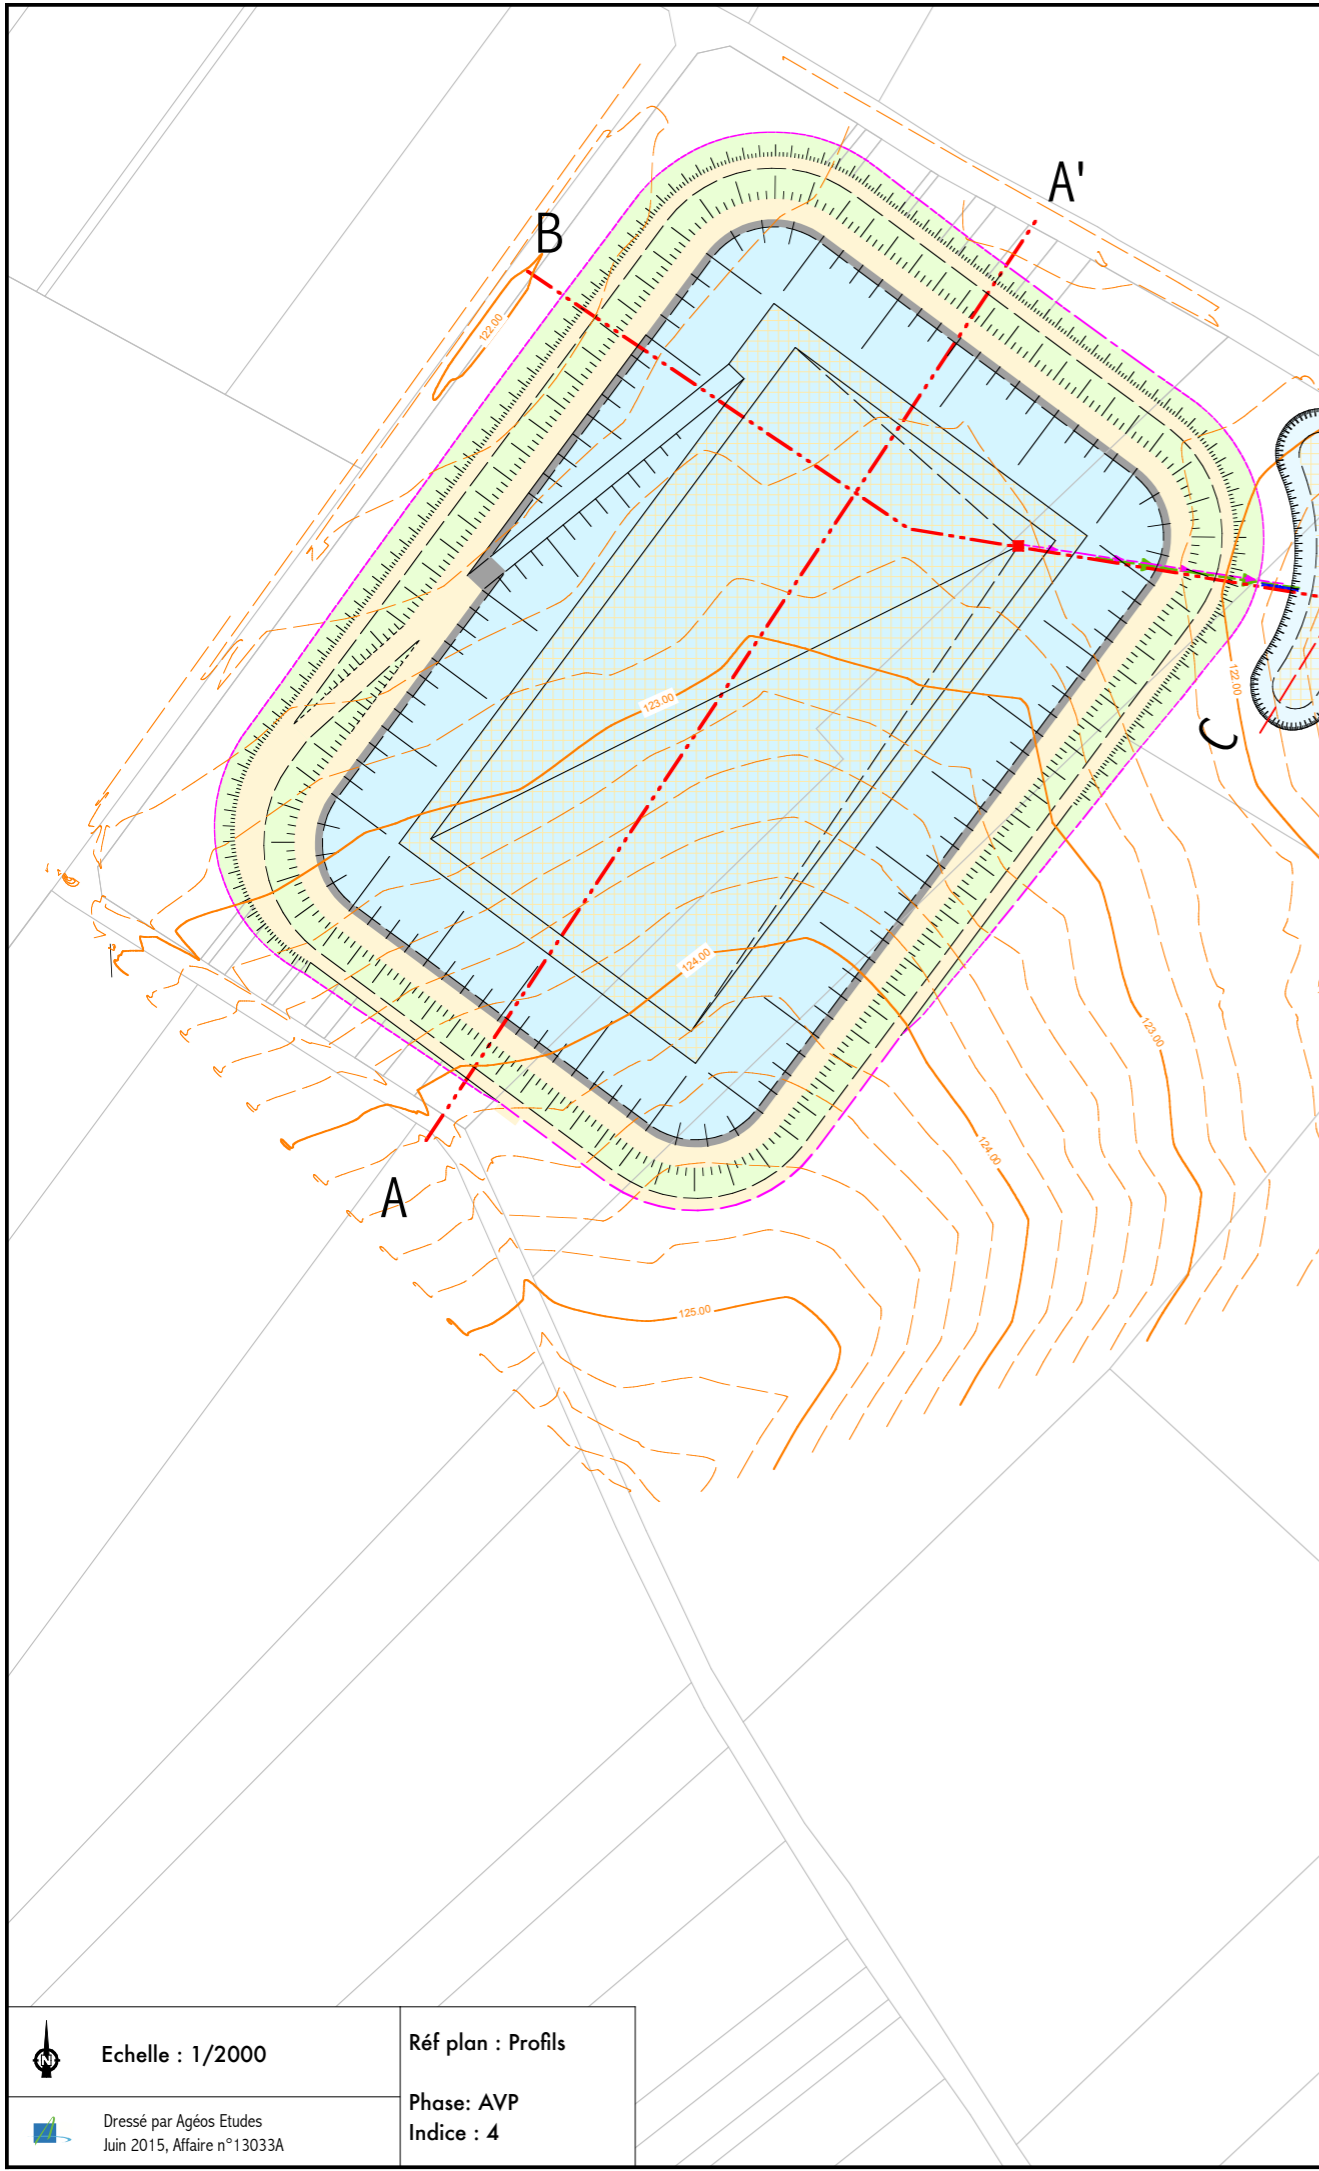 A'
B
122.00
123.00
122.00
C
124.00
123.00
124.00
A
125.00
N
Echelle : 1/2000
Réf plan : Profils
Phase: AVP
Indice : 4
Dressé par Agéos Etudes
Juin 2015, Affaire n°13033A